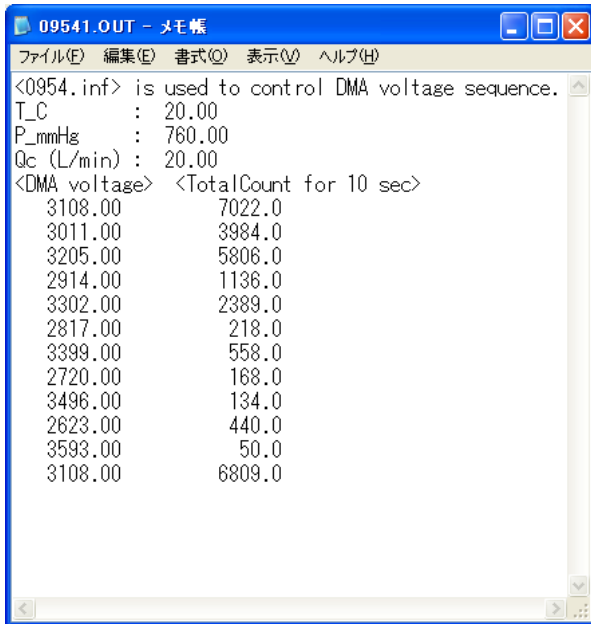 09541.OUT - メモ帳
ファイル(F) 編集(E) 書式(O) 表示(V) ヘルプ(H)
<0954.inf> is used to control DMA voltage sequence.
T_C : 20.00
P_mmHg : 760.00
Qc (L/min) : 20.00
<DMA voltage> <TotalCount for 10 sec>
3108.00 7022.0
3011.00 3984.0
3205.00 5806.0
2914.00 1136.0
3302.00 2389.0
2817.00 218.0
3399.00 558.0
2720.00 168.0
3496.00 134.0
2623.00 440.0
3593.00 50.0
3108.00 6809.0